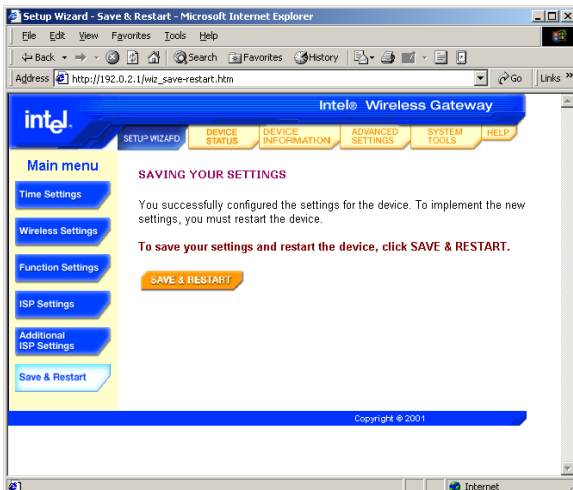 Setup Wizard - Save & Restart - Microsoft Internet Explorer
File Edit View Favorites Tools Help
Back Search Favorites History
Address http://192.0.2.1/wiz_save-restart.htm Go Links »
Intel® Wireless Gateway
intel.
SETUP WIZARD DEVICE STATUS DEVICE INFORMATION ADVANCED SETTINGS SYSTEM TOOLS HELP
Main menu
Time Settings
Wireless Settings
Function Settings
ISP Settings
Additional
ISP Settings
Save & Restart
SAVING YOUR SETTINGS
You successfully configured the settings for the device. To implement the new
settings, you must restart the device.
To save your settings and restart the device, click SAVE & RESTART.
SAVE & RESTART
Copyright © 2001
Internet